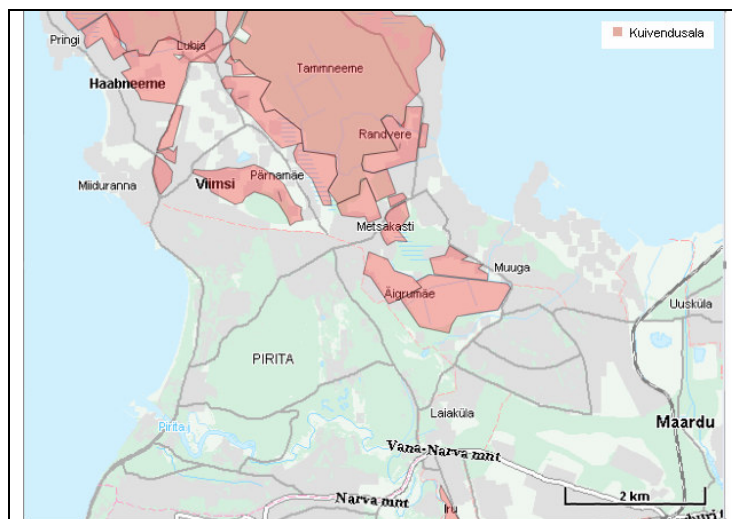 Kuivendusala
Pringi
Lubja
Haabneeme
Tammneeme
Randvere
Miiduranna
Viimsi
Pärnamäe
Metsakasti
Muuga
Äigrumäe
Uusküla
PIRITA
Laiaküla
Maardu
Pirita
Vana-Narva mnt
Narva mnt
Iru
2 km